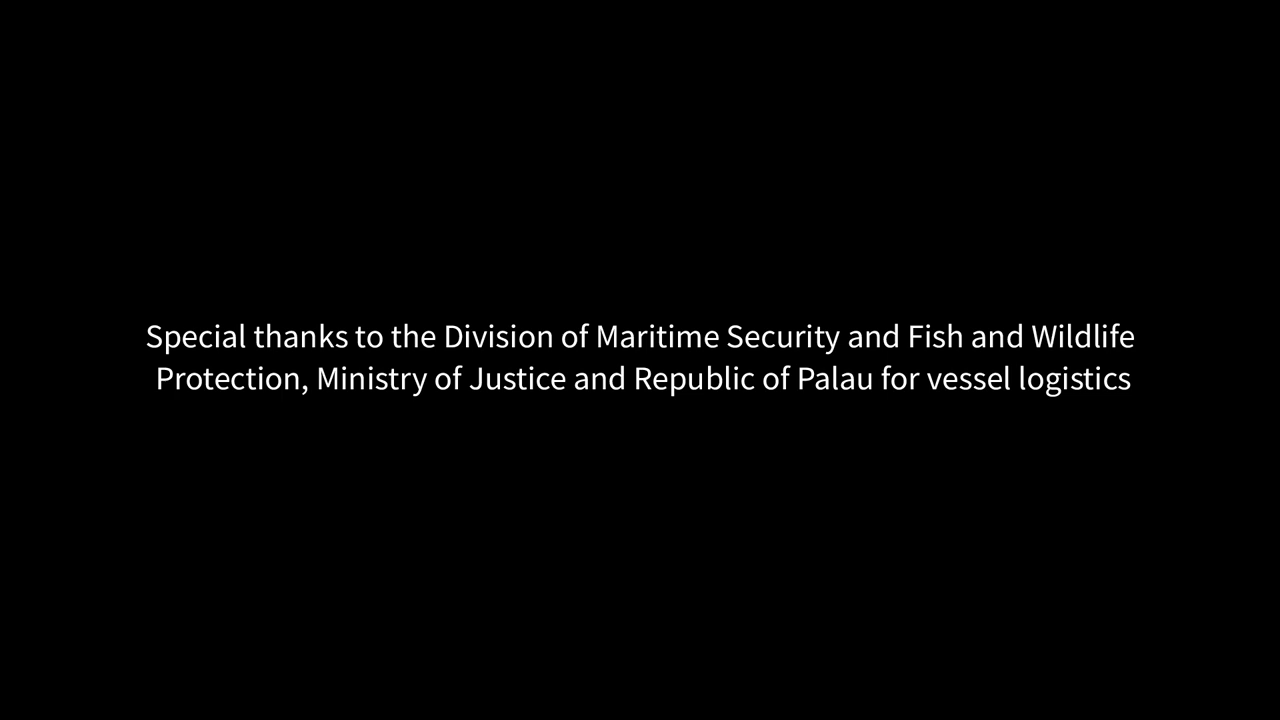 Special thanks to the Division of Maritime Security and Fish and Wildlife
Protection, Ministry of Justice and Republic of Palau for vessel logistics